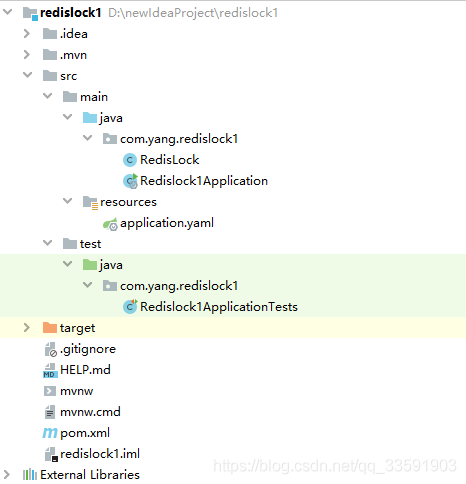 redislock1 D:\newIdeaProject\redislock1
.idea
.mvn
src
main
java
com.yang.redislock1
RedisLock
Redislock1Application
resources
application.yaml
test
java
com.yang.redislock1
Redislock1ApplicationTests
target
.gitignore
MD HELP.md
mvnw
mvnw.cmd
m pom.xml
redislock1.iml
External Libraries
https://blog.csdn.net/qq_33591903